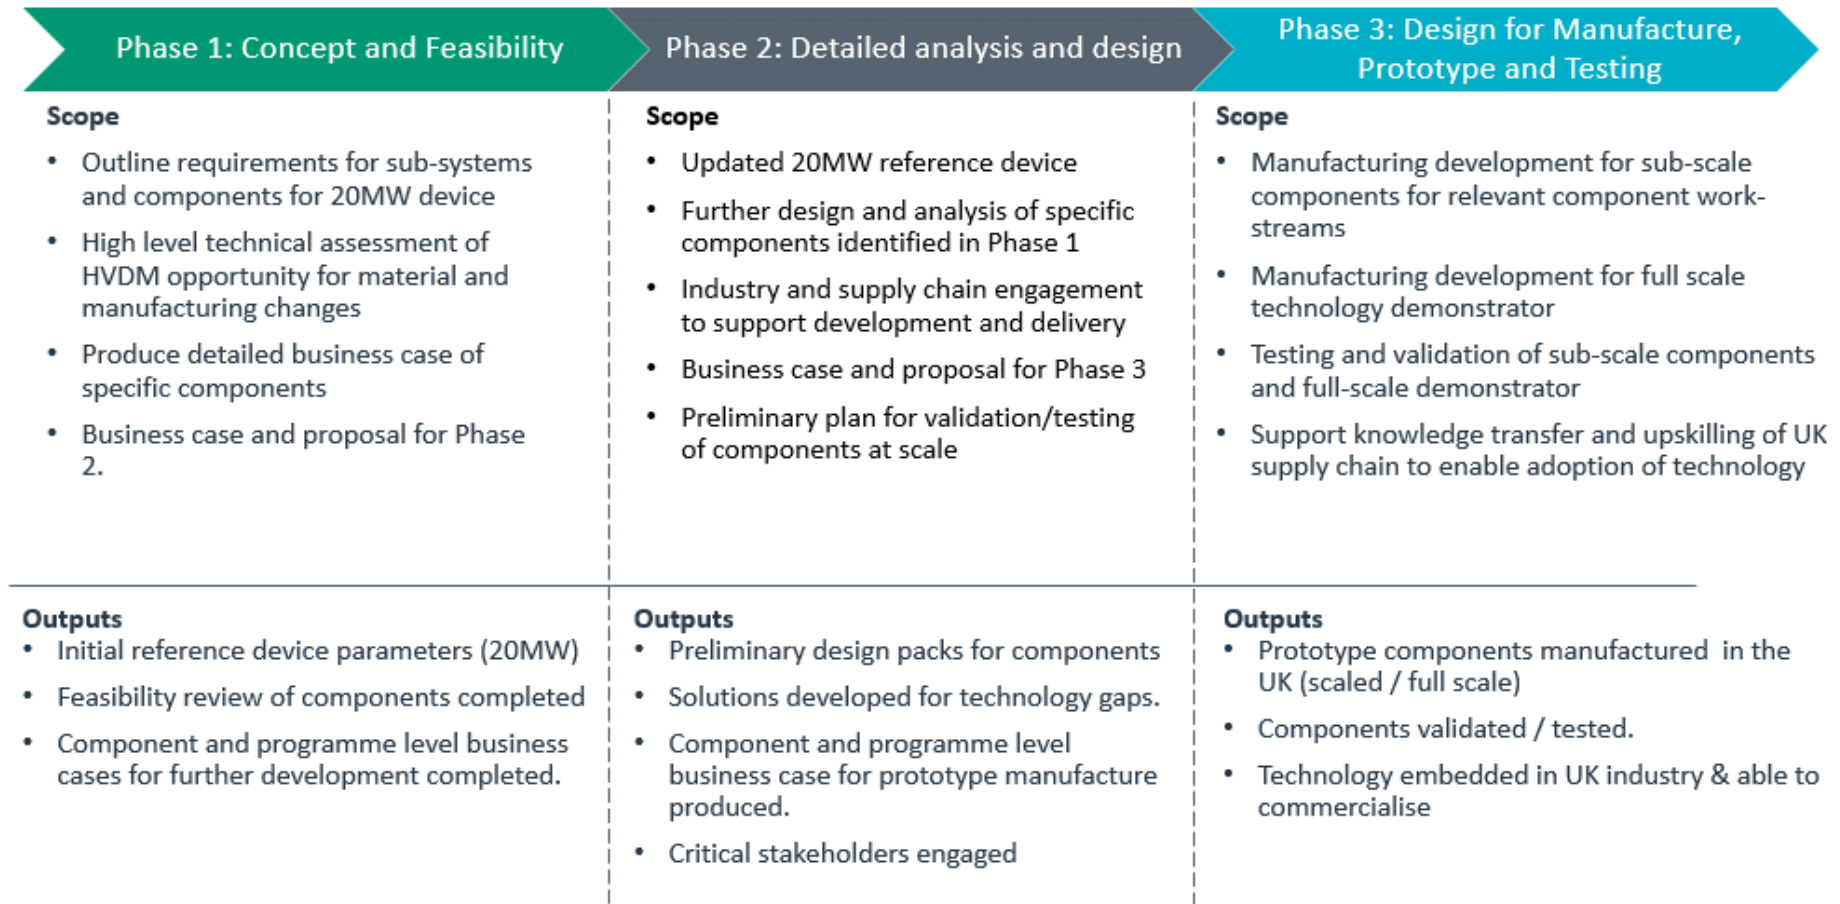 Phase 1: Concept and Feasibility
Phase 2: Detailed analysis and design
Phase 3: Design for Manufacture,
Prototype and Testing
Scope
• Outline requirements for sub-systems
and components for 20MW device
• High level technical assessment of
HVDM opportunity for material and
manufacturing changes
• Produce detailed business case of
specific components
• Business case and proposal for Phase
2.
Scope
• Updated 20MW reference device
• Further design and analysis of specific
components identified in Phase 1
• Industry and supply chain engagement
to support development and delivery
• Business case and proposal for Phase 3
• Preliminary plan for validation/testing
of components at scale
Scope
• Manufacturing development for sub-scale
components for relevant component work-
streams
• Manufacturing development for full scale
technology demonstrator
• Testing and validation of sub-scale components
and full-scale demonstrator
• Support knowledge transfer and upskilling of UK
supply chain to enable adoption of technology
Outputs
• Initial reference device parameters (20MW)
• Feasibility review of components completed
• Component and programme level business
cases for further development completed.
Outputs
• Preliminary design packs for components
• Solutions developed for technology gaps.
• Component and programme level
business case for prototype manufacture
produced.
• Critical stakeholders engaged
Outputs
• Prototype components manufactured in the
UK (scaled / full scale)
• Components validated / tested.
• Technology embedded in UK industry & able to
commercialise